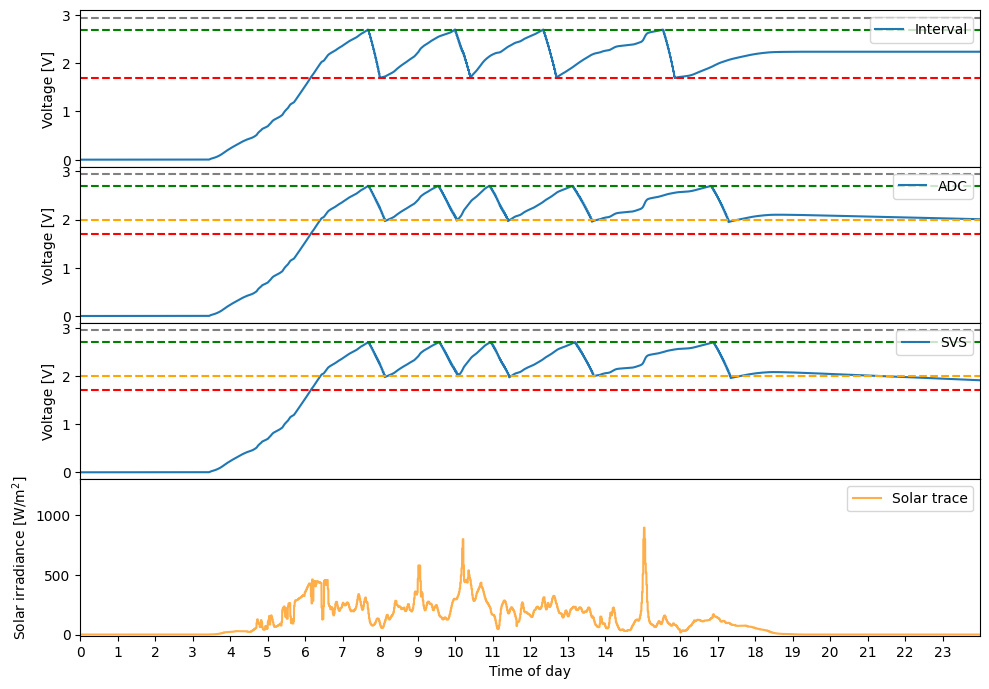 3
2
1
0
Voltage [V]
Interval
3
2
1
0
Voltage [V]
ADC
3
2
1
0
Voltage [V]
SVS
1000
500
0
Solar irradiance [W/m²]
Solar trace
0 1 2 3 4 5 6 7 8 9 10 11 12 13 14 15 16 17 18 19 20 21 22 23
Time of day